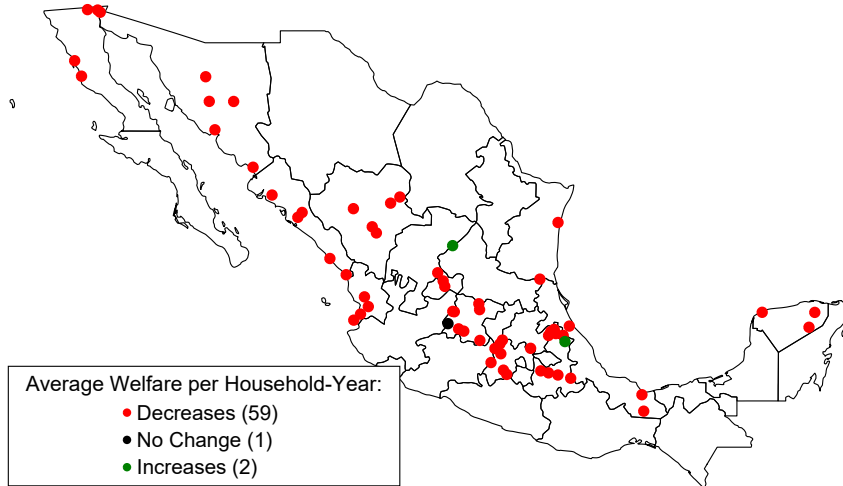 Average Welfare per Household-Year:
Decreases (59)
No Change (1)
Increases (2)